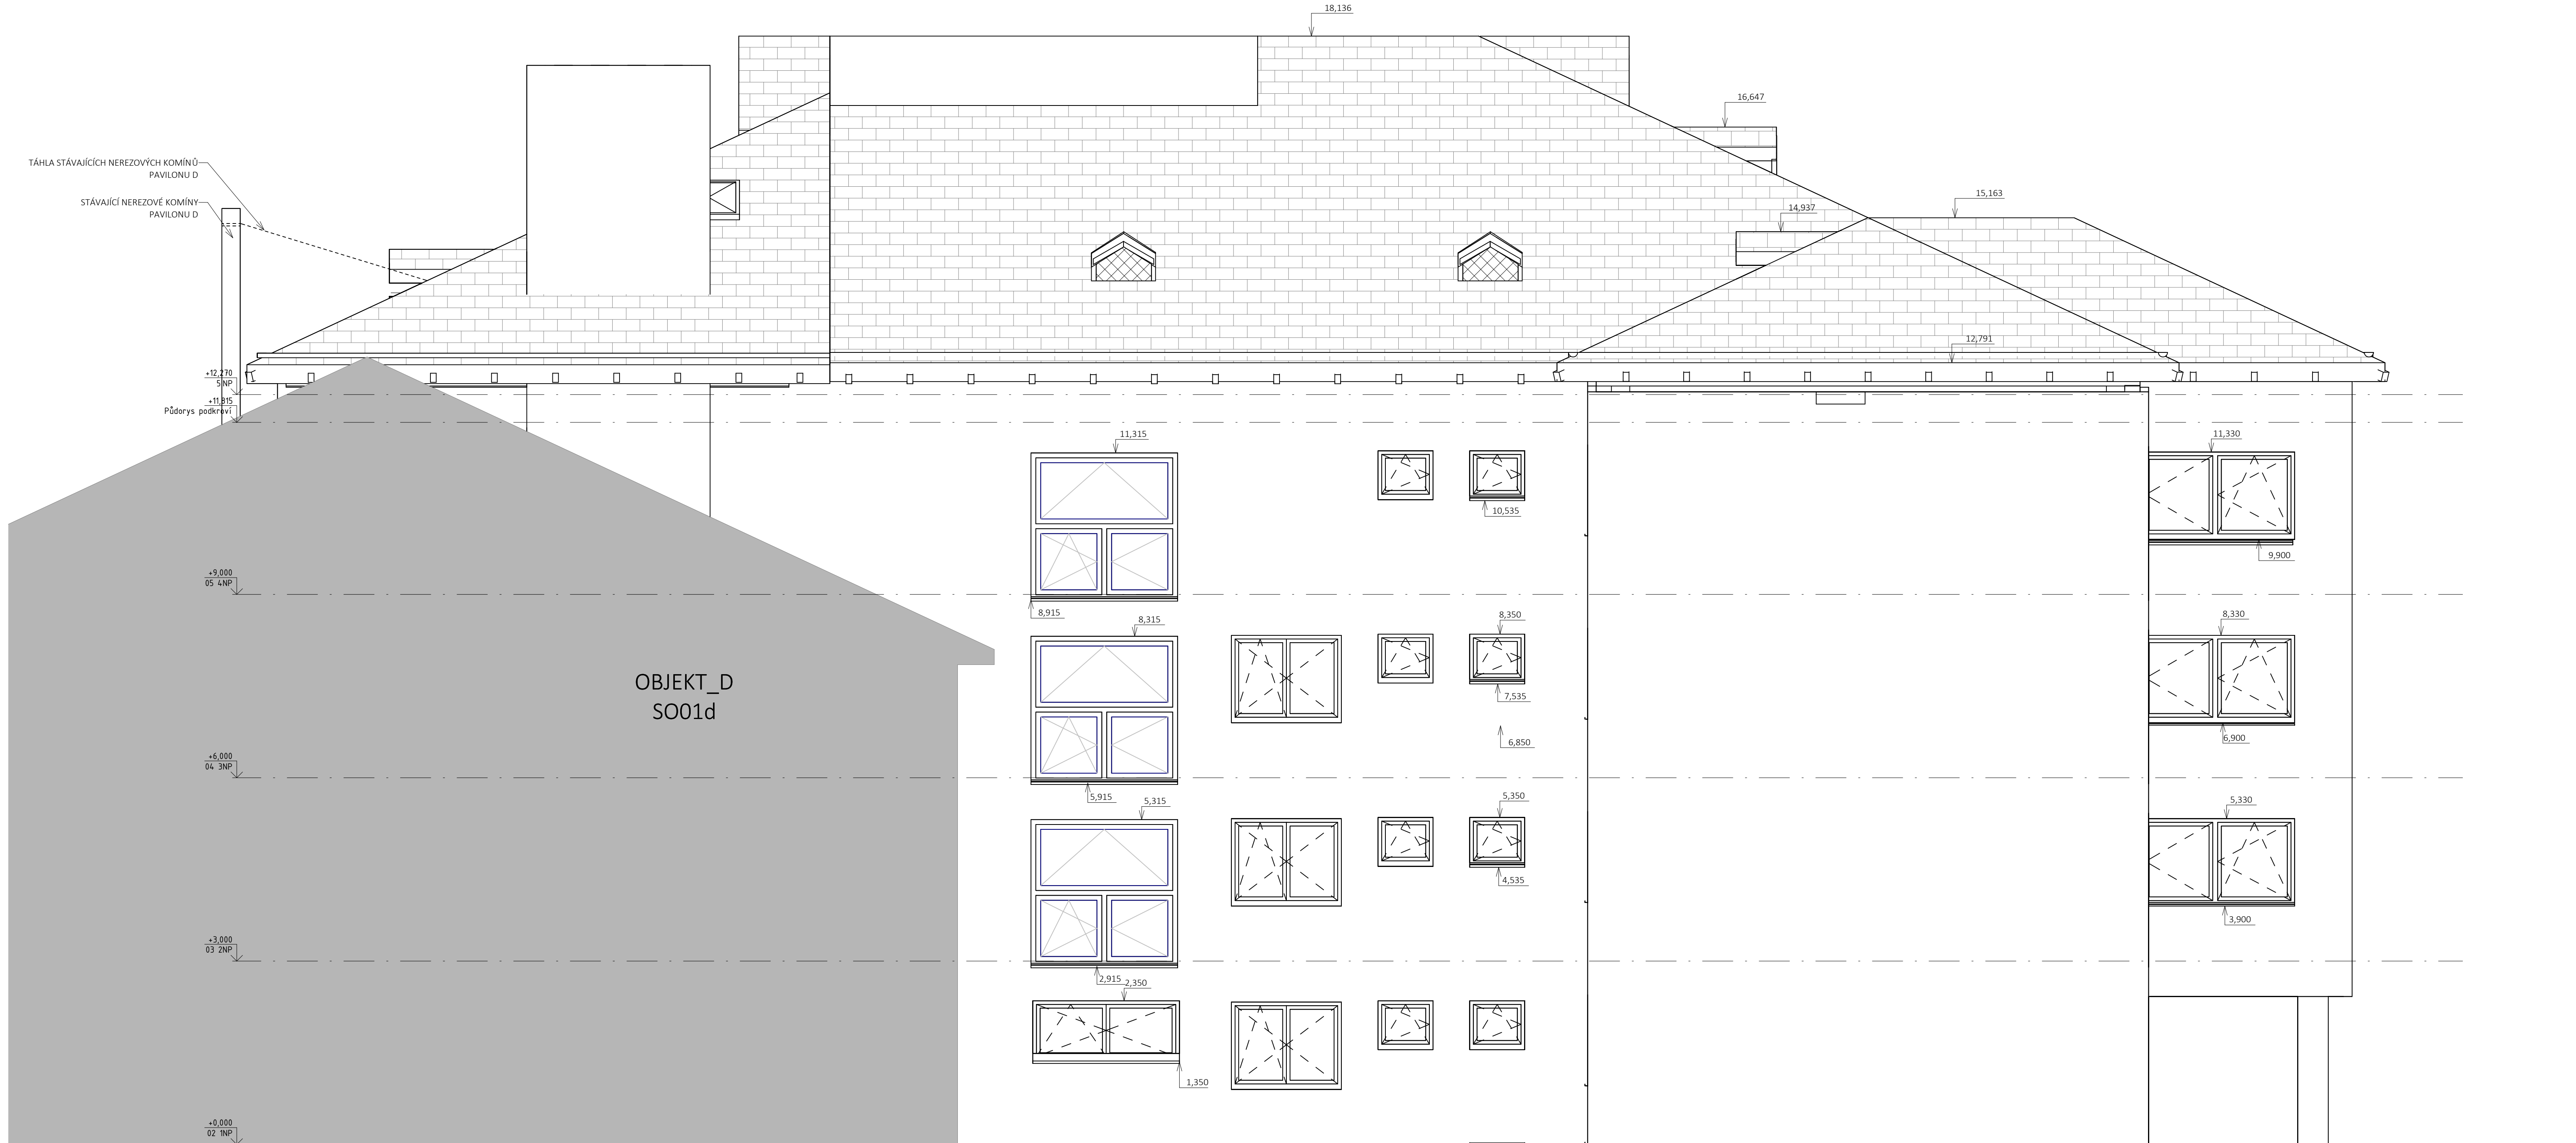 18,136
16,647
TÁHLA STÁVAJÍCÍCH NEREZOVÝCH KOMÍNŮ
PAVILONU D
15,163
STÁVAJÍCÍ NEREZOVÉ KOMÍNY
PAVILONU D
14,937
12,791
+12,270
5 NP
+11,815
Půdorys podkroví
11,315
11,330
10,535
9,900
+9,000
05 4NP
8,915
8,315
8,350
8,330
OBJEKT_D
SO01d
7,535
6,850
6,900
+6,000
04 3NP
5,915
5,315
5,350
5,330
4,535
3,900
+3,000
03 2NP
2,915
2,350
1,350
+0,000
02 1NP